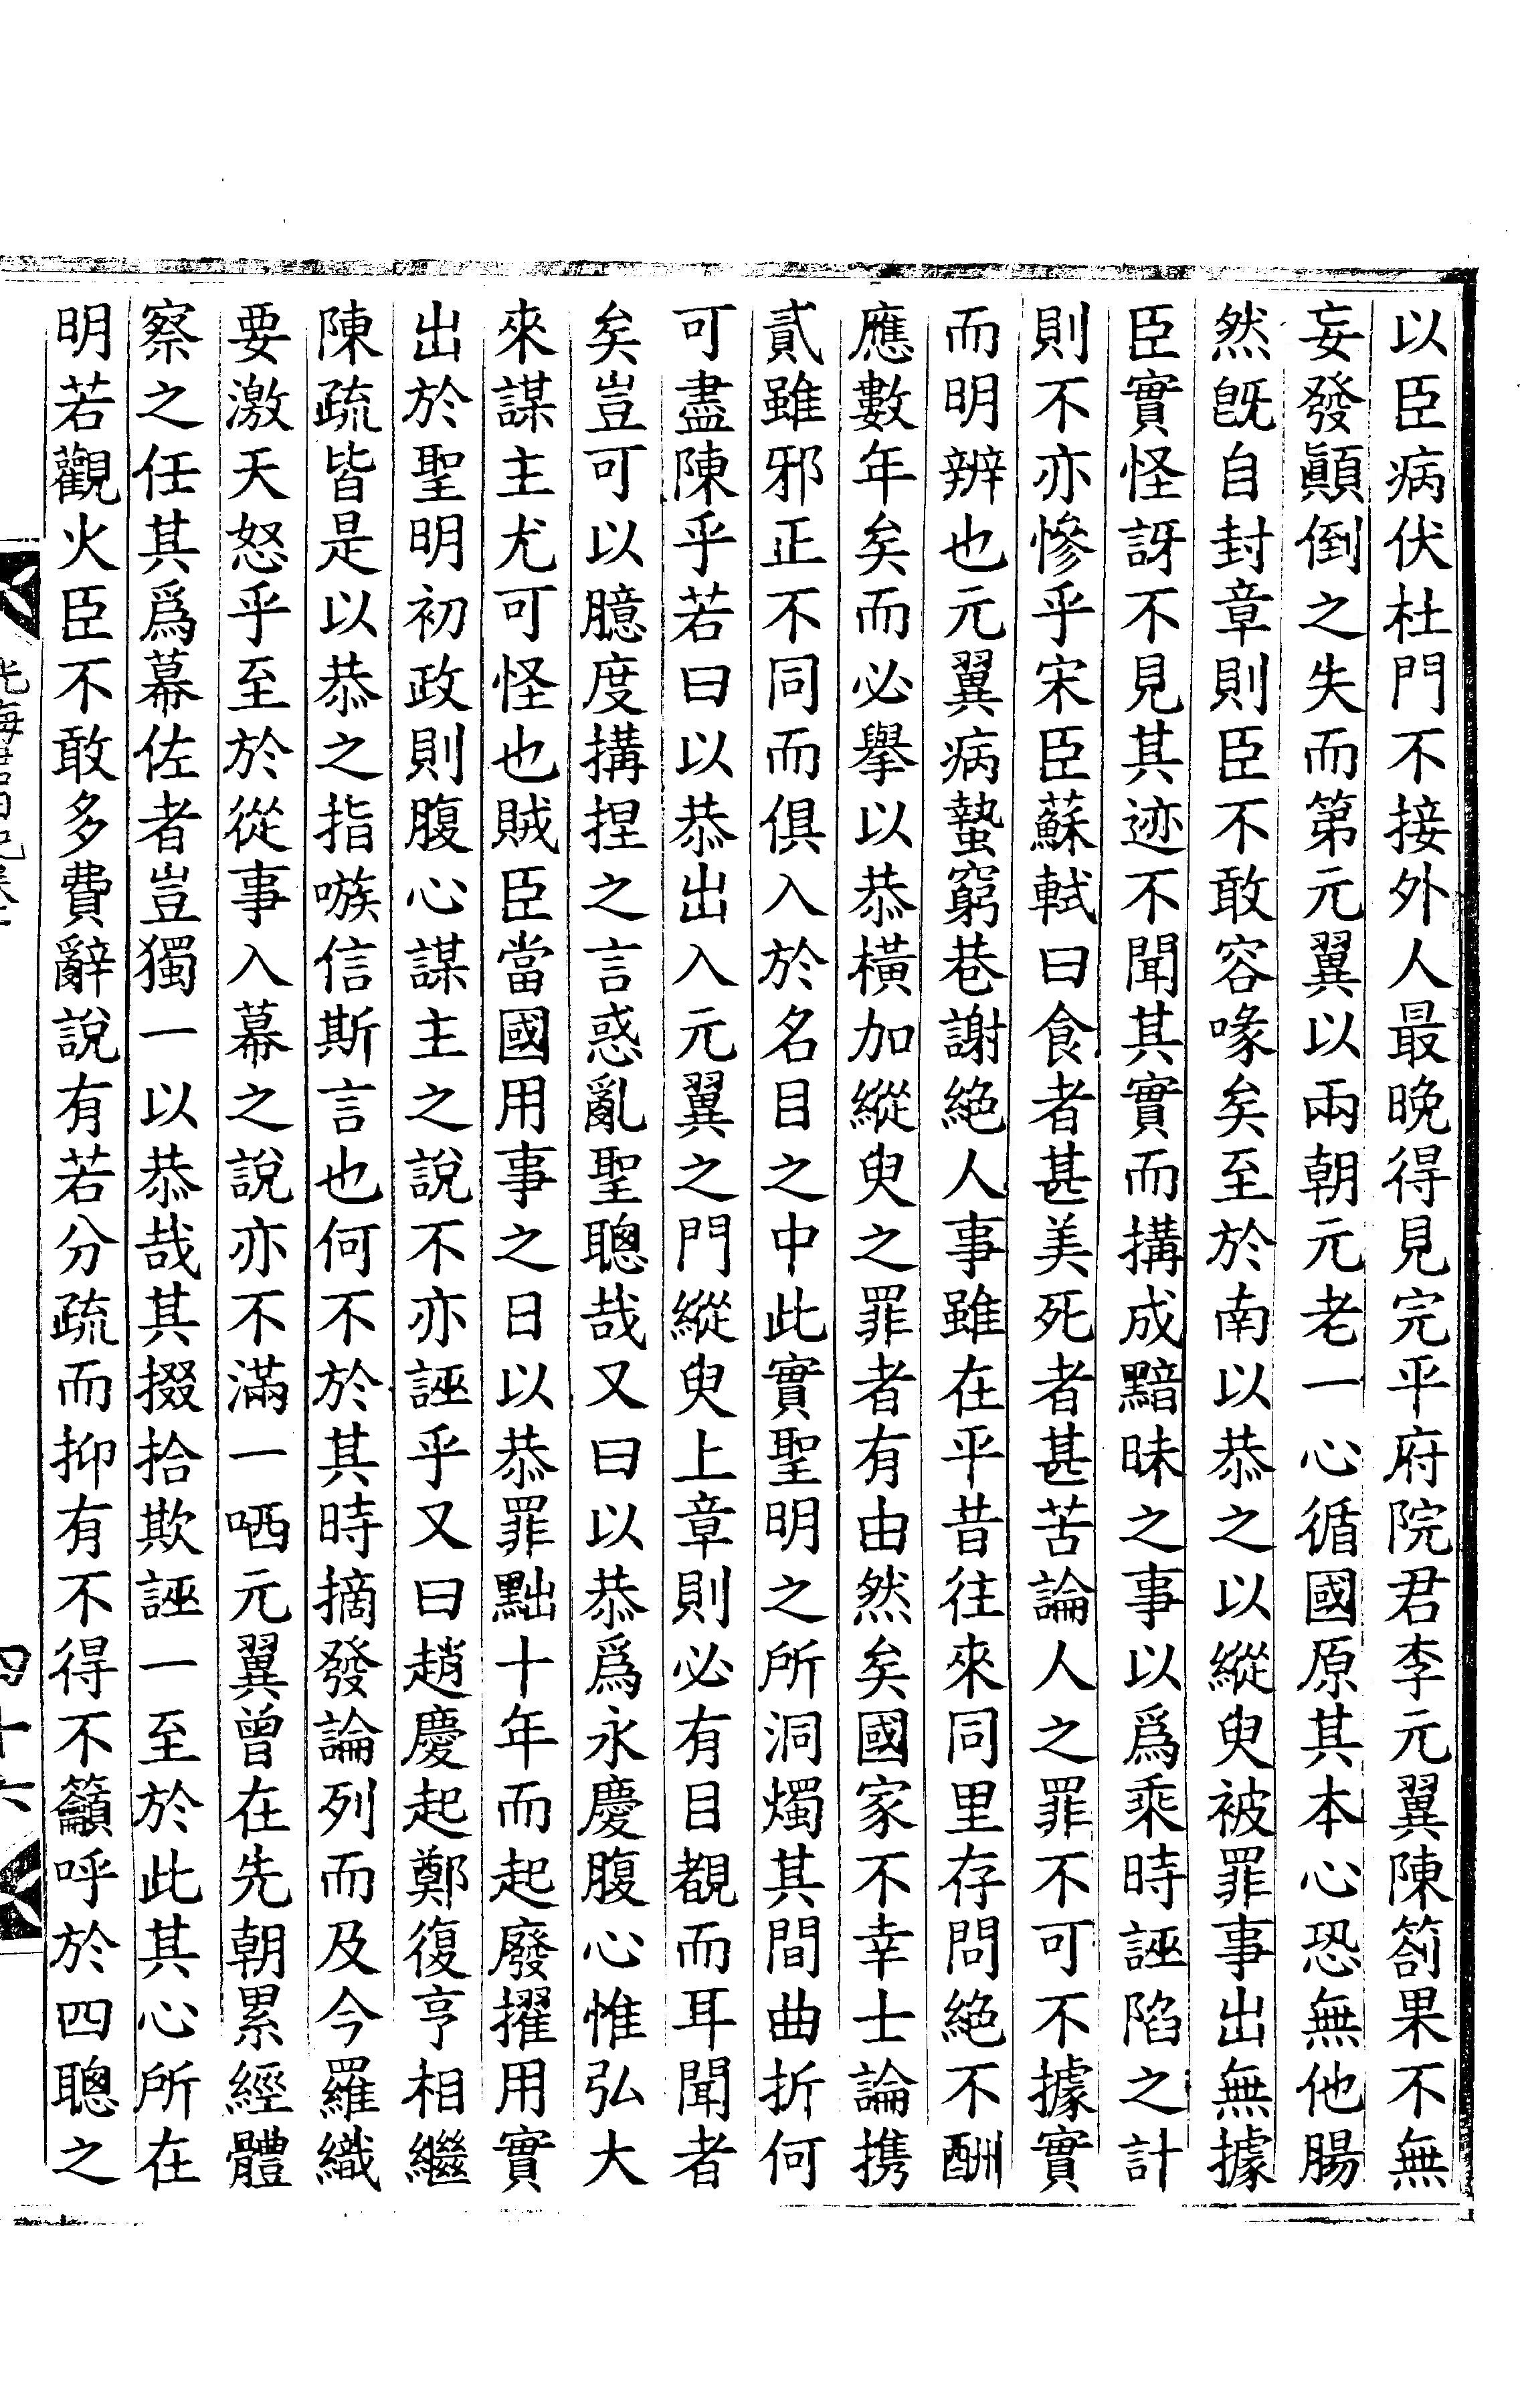 以臣病伏杜門不接外人最晚得見完平府院君李元翼陳箚果不無
妄發顚倒之失而第元翼以兩朝元老一心循國原其本心恐無他腸
然旣自封章則臣不敢容喙矣至於南以恭之以縱臾被罪事出無據
臣實怪訝不見其迹不聞其實而搆成黯昧之事以爲乘時誣陷之計
則不亦慘乎宋臣蘇軾曰食者甚美死者甚苦論人之罪不可不據實
而明辨也元翼病蟄窮巷謝絕人事雖在平昔往來同里存問絕不酬
應數年矣而必擧以恭橫加縱臾之罪者有由然矣國家不幸士論携
貳雖邪正不同而俱入於名目之中此實聖明之所洞燭其間曲折何
可盡陳乎若曰以恭出入元翼之門縱臾上章則必有目覩而耳聞者
矣豈可以臆度搆捏之言惑亂聖聰哉又曰以恭爲永慶腹心惟弘大
來謀主尤可怪也賊臣當國用事之日以恭罪黜十年而起廢擢用實
出於聖明初政則腹心謀主之說不亦誣乎又曰趙慶起鄭復亨相繼
陳疏皆是以恭之指嗾信斯言也何不於其時摘發論列而及今羅織
要激天怒乎至於從事入幕之說亦不滿一哂元翼曾在先朝累經體
察之任其爲幕佐者豈獨一以恭哉其掇拾欺誣一至於此其心所在
明若觀火臣不敢多費辭說有若分疏而抑有不得不籲呼於四聰之
四十六